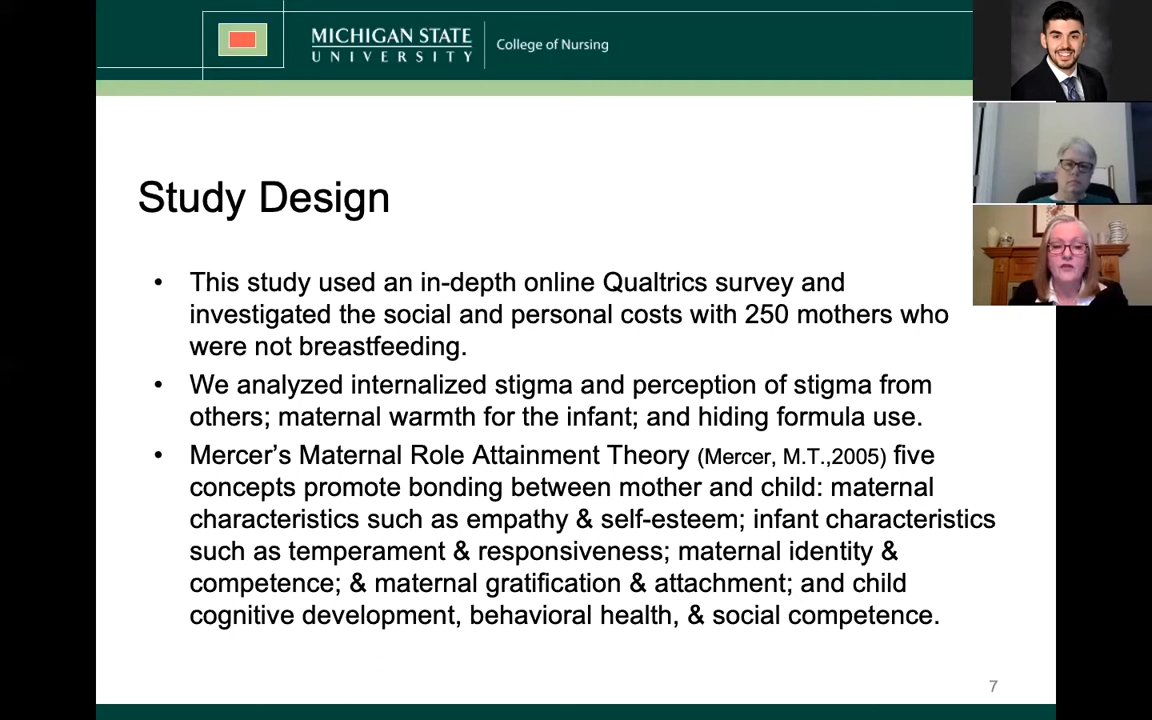 MICHIGAN STATE
UNIVERSITY
College of Nursing
Study Design
• This study used an in-depth online Qualtrics survey and
investigated the social and personal costs with 250 mothers who
were not breastfeeding.
• We analyzed internalized stigma and perception of stigma from
others; maternal warmth for the infant; and hiding formula use.
• Mercer’s Maternal Role Attainment Theory (Mercer, M.T.,2005) five
concepts promote bonding between mother and child: maternal
characteristics such as empathy & self-esteem; infant characteristics
such as temperament & responsiveness; maternal identity &
competence; & maternal gratification & attachment; and child
cognitive development, behavioral health, & social competence.
7